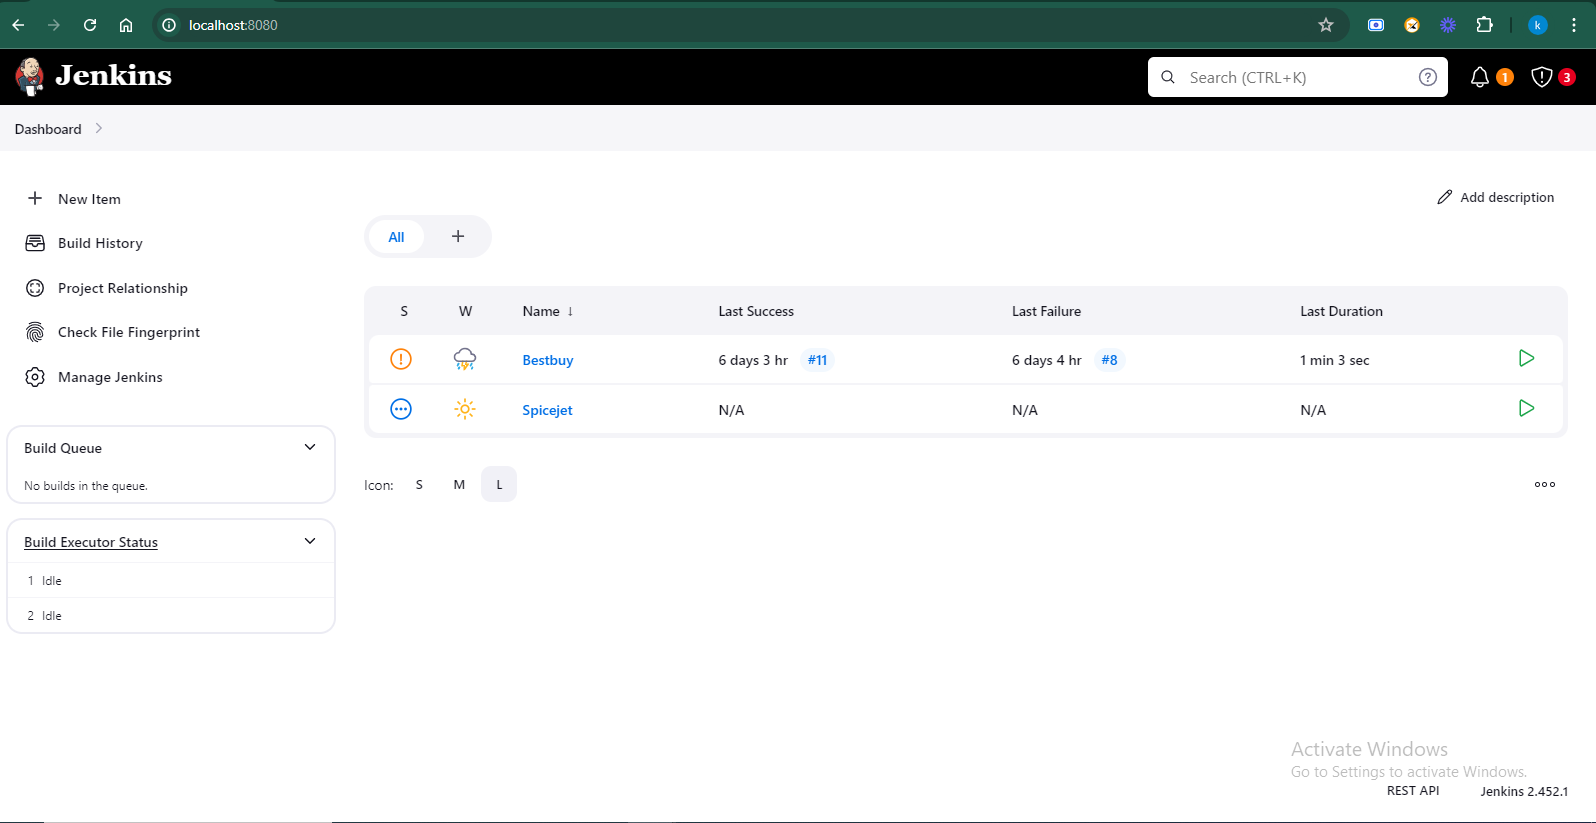 localhost:8080
k
Jenkins
Search (CTRL+K)
1
3
Dashboard
New Item
Build History
Project Relationship
Check File Fingerprint
Manage Jenkins
Build Queue
No builds in the queue.
Build Executor Status
1 Idle
2 Idle
Add description
All +
S W Name ↓ Last Success Last Failure Last Duration
Bestbuy 6 days 3 hr #11 6 days 4 hr #8 1 min 3 sec
Spicejet N/A N/A N/A
Icon: S M L
Activate Windows
Go to Settings to activate Windows.
REST API Jenkins 2.452.1